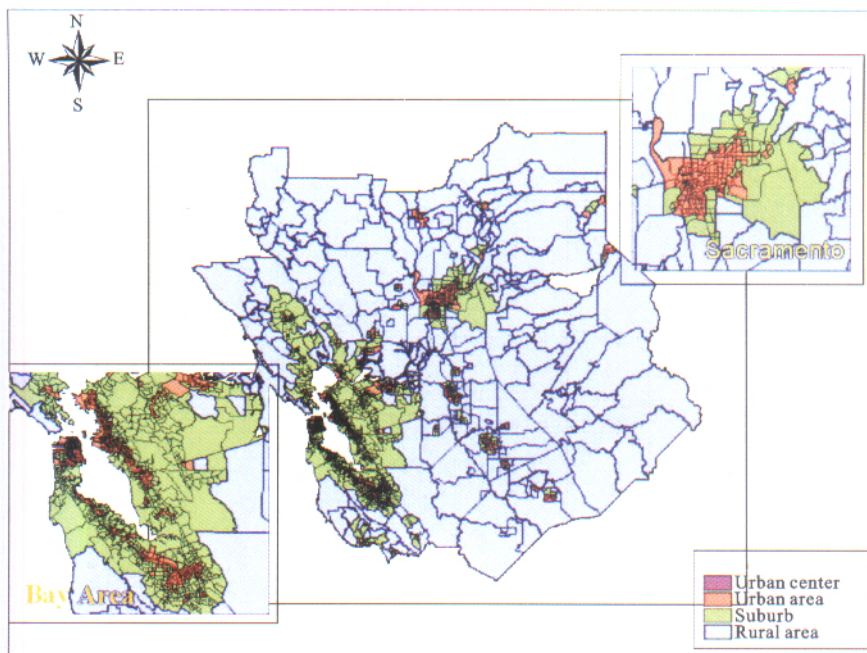 N
W E
S
Sacramento
Bay Area
Urban center
Urban area
Suburb
Rural area